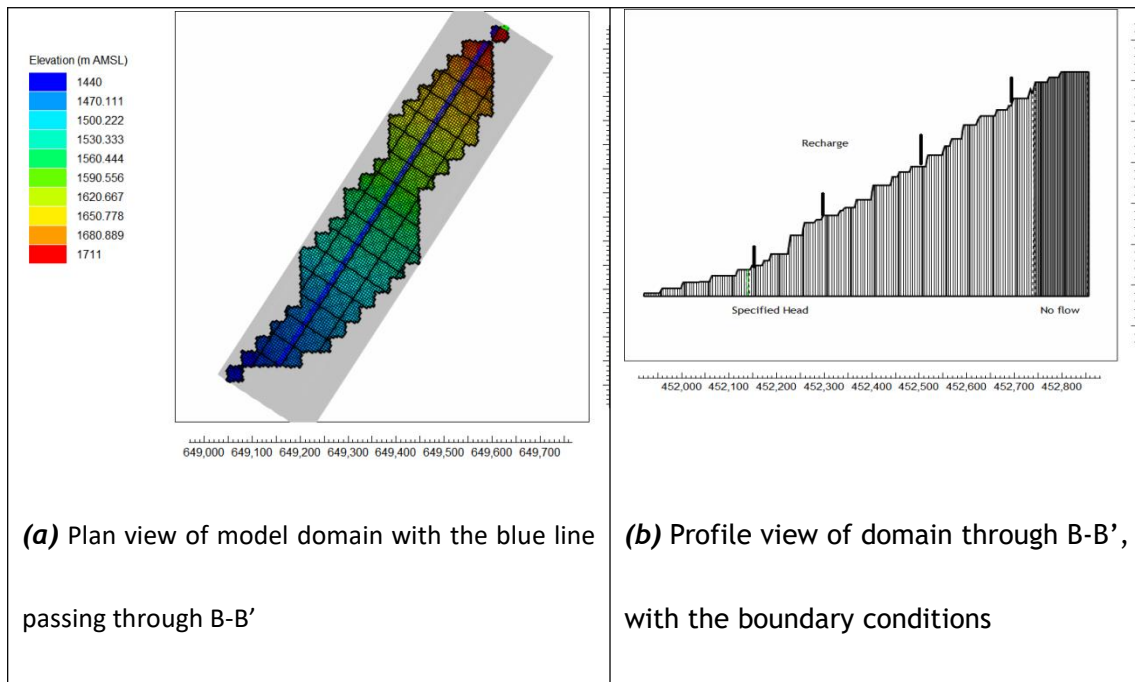 Elevation (m AMSL)
1440
1470.111
1500.222
1530.333
1560.444
1590.556
1620.667
1650.778
1680.889
1711
649,000 649,100 649,200 649,300 649,400 649,500 649,600 649,700
(a) Plan view of model domain with the blue line
passing through B-B’
Recharge
Specified Head
No flow
452,000 452,100 452,200 452,300 452,400 452,500 452,600 452,700 452,800
(b) Profile view of domain through B-B’,
with the boundary conditions